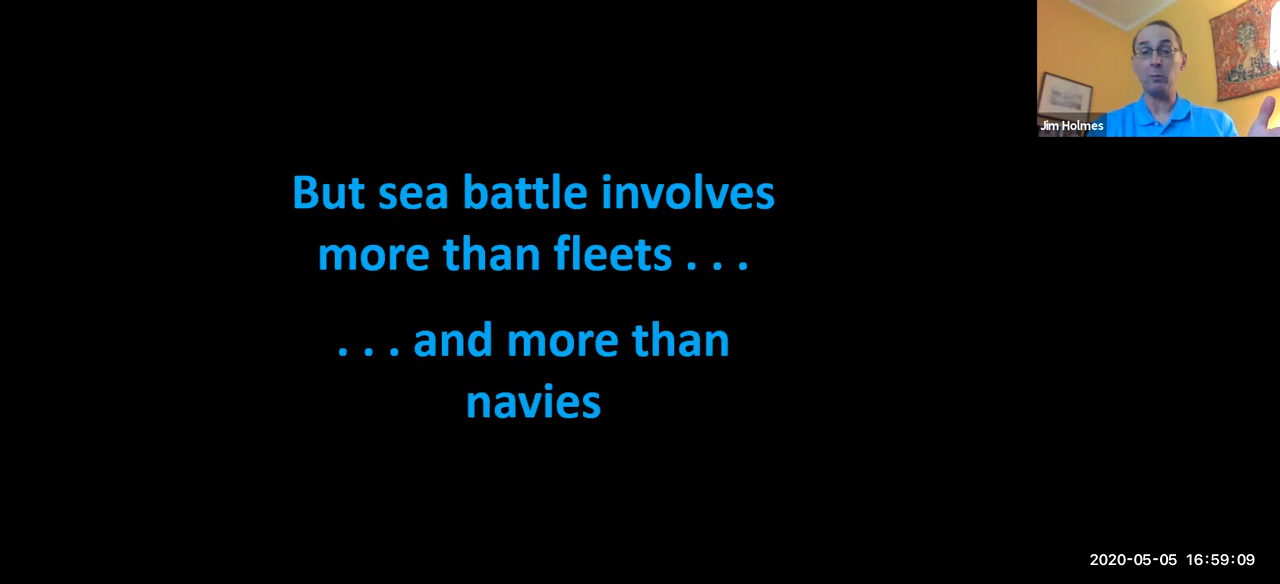 Jim Holmes
But sea battle involves
more than fleets . . .
. . . and more than
navies
2020-05-05 16:59:09